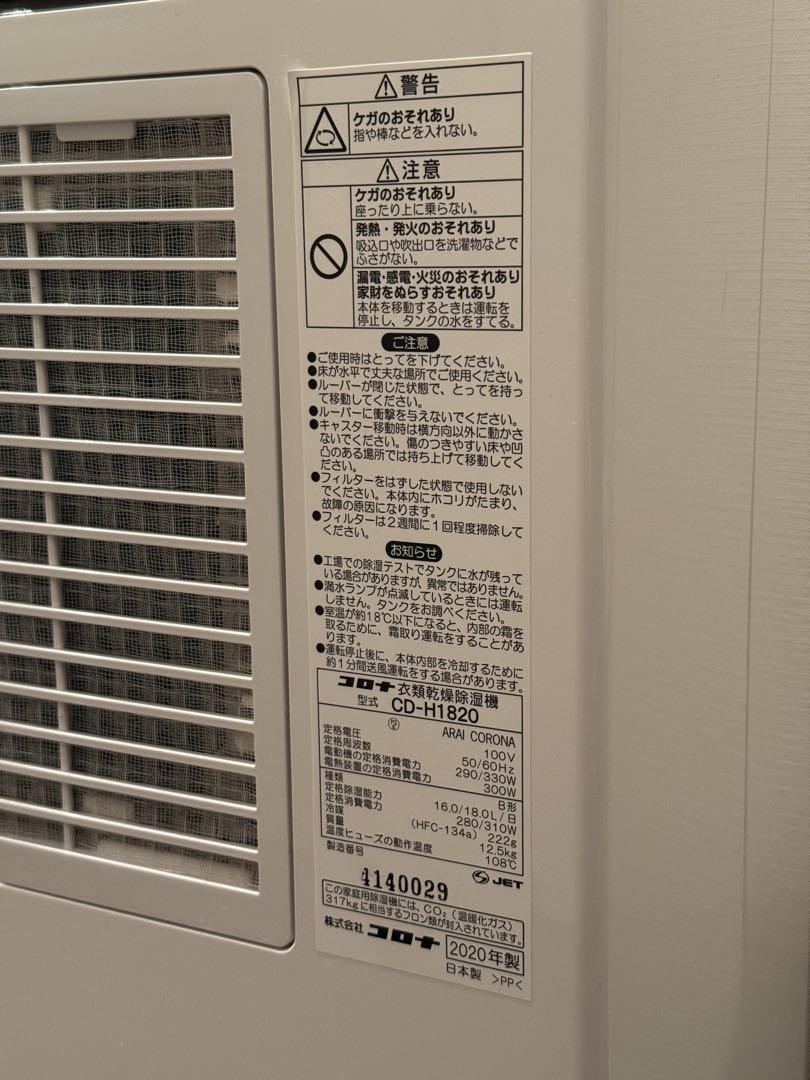 ⚠警告
ケガのおそれあり
指や棒などを入れない。
⚠注意
ケガのおそれあり
座ったり上に乗らない。
発熱・発火のおそれあり
吸込口や吹出口を洗濯物などで
ふさがない。
漏電・感電・火災のおそれあり
家財をぬらすおそれあり
本体を移動するときは運転を
停止し、タンクの水をすてる。
ご注意
●ご使用時はとってを下げてください。
●床が水平で丈夫な場所でご使用ください。
●ルーバーが閉じた状態で、とってを持っ
て移動してください。
●ルーバーに衝撃を与えないでください。
●キャスター移動時は横方向以外に動かさ
ないでください。傷のつきやすい床や凹
凸のある場所では持ち上げて移動してく
ださい。
●フィルターをはずした状態で使用しない
でください。本体内にホコリがたまり、
故障の原因になります。
●フィルターは2週間に1回程度掃除して
ください。
お知らせ
●工場での除湿テストでタンクに水が残って
いる場合がありますが、異常ではありません。
●満水ランプが点滅しているときには運転
しません。タンクをお調べください。
●室温が約18℃以下になると、内部の霜を
取るために、霜取り運転をすることがあ
ります。
●運転停止後に、本体内部を冷却するために
約1分間送風運転をする場合があります。
コロナ 衣類乾燥除湿機
型式 CD-H1820
ARAI CORONA
定格電圧 100V
定格周波数 50/60Hz
電動機の定格消費電力 290/330W
電熱装置の定格消費電力 300W
種類 B形
定格除湿能力 16.0/18.0L/日
定格消費電力 280/310W
冷媒 (HFC-134a) 222g
質量 12.5kg
温度ヒューズの動作温度 108℃
製造番号
4140029
JET
この家庭用除湿機には、CO₂(温暖化ガス)
317kgに相当するフロン類が封入されています。
株式会社 コロナ 2020年製
日本製 >PP<